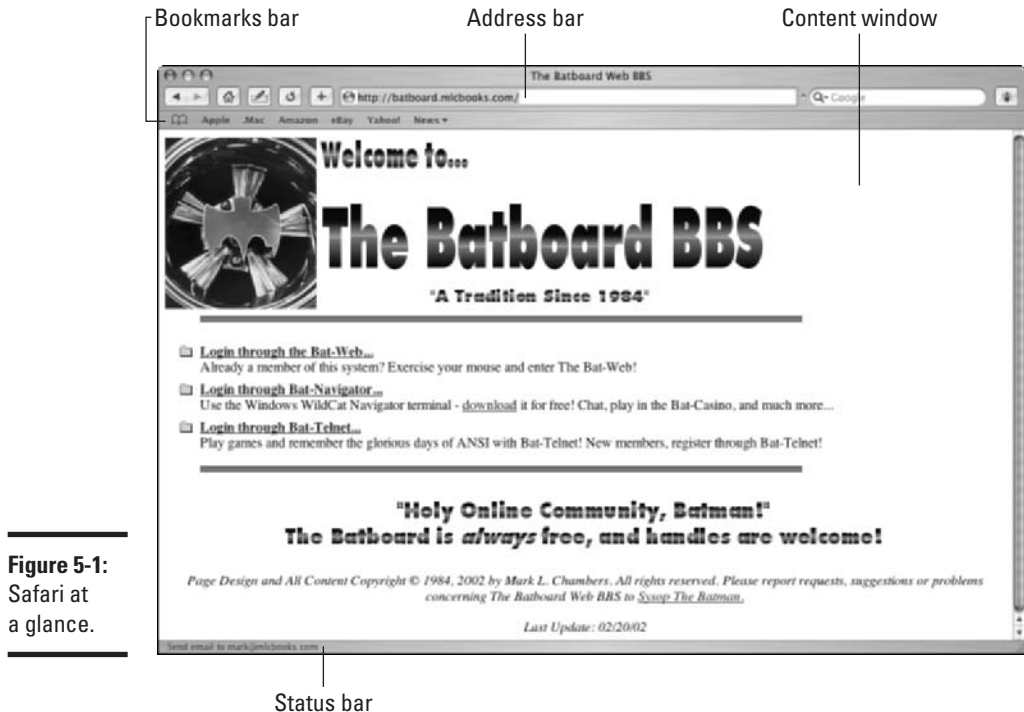 Bookmarks bar
Address bar
Content window
The Batboard Web BBS
http://batboard.mlcbooks.com/
Google
Apple .Mac Amazon eBay Yahoo! News
Welcome to...
The Batboard BBS
"A Tradition Since 1984"
Login through the Bat-Web...
Already a member of this system? Exercise your mouse and enter The Bat-Web!
Login through Bat-Navigator...
Use the Windows WildCat Navigator terminal - download it for free! Chat, play in the Bat-Casino, and much more...
Login through Bat-Telnet...
Play games and remember the glorious days of ANSI with Bat-Telnet! New members, register through Bat-Telnet!
"Holy Online Community, Batman!"
The Batboard is always free, and handles are welcome!
Page Design and All Content Copyright © 1984, 2002 by Mark L. Chambers. All rights reserved. Please report requests, suggestions or problems
concerning The Batboard Web BBS to Sysop The Batman.
Last Update: 02/20/02
Send email to mark@mlcbooks.com
Status bar
Figure 5-1:
Safari at
a glance.